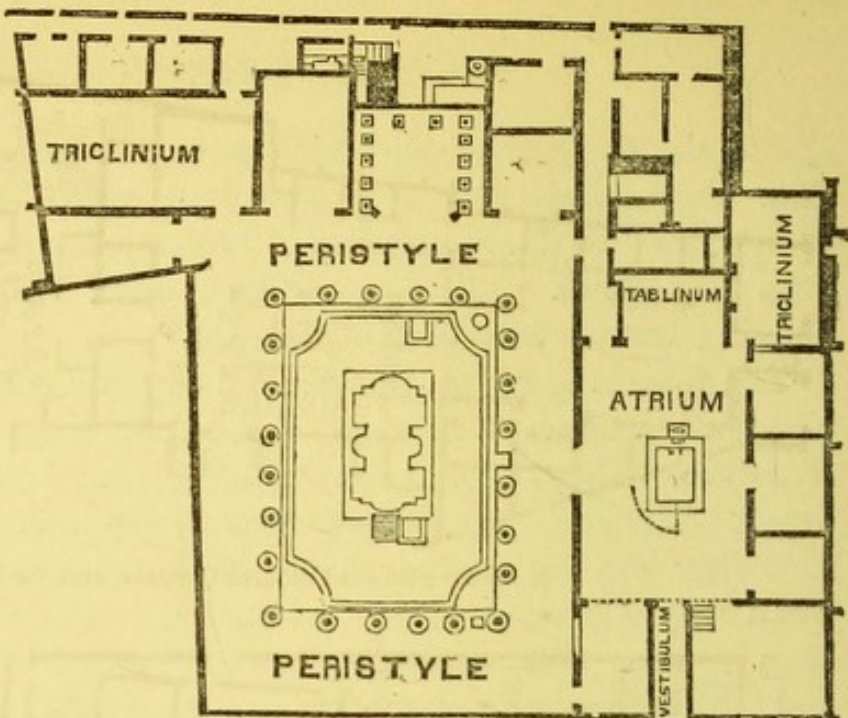 TRICLINIUM
PERISTYLE
TRICLINIUM
TABLINUM
ATRIUM
PERISTYLE
VESTIBULUM